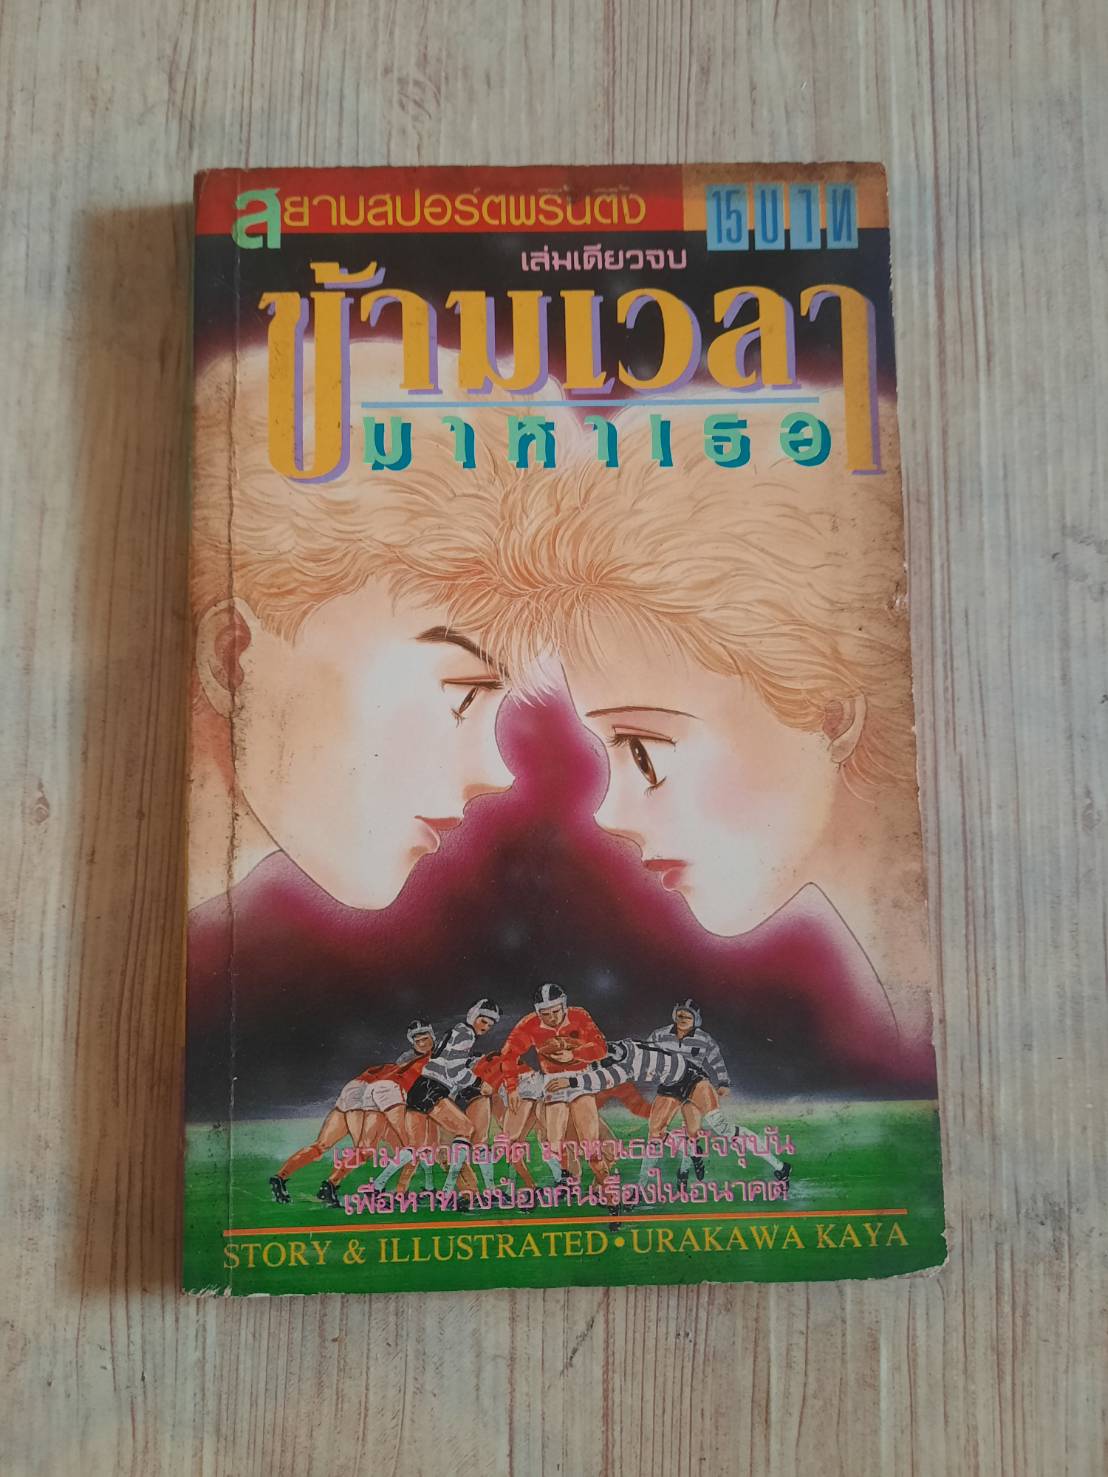 สยามสปอร์ตพริ้นติ้ง
15 บาท
เล่มเดียวจบ
ข้ามเวลา
มาหาเธอ
เขามาจากอดีต มาหาเธอที่ปัจจุบัน
เพื่อหาทางป้องกันเรื่องในอนาคต
STORY & ILLUSTRATED • URAKAWA KAYA